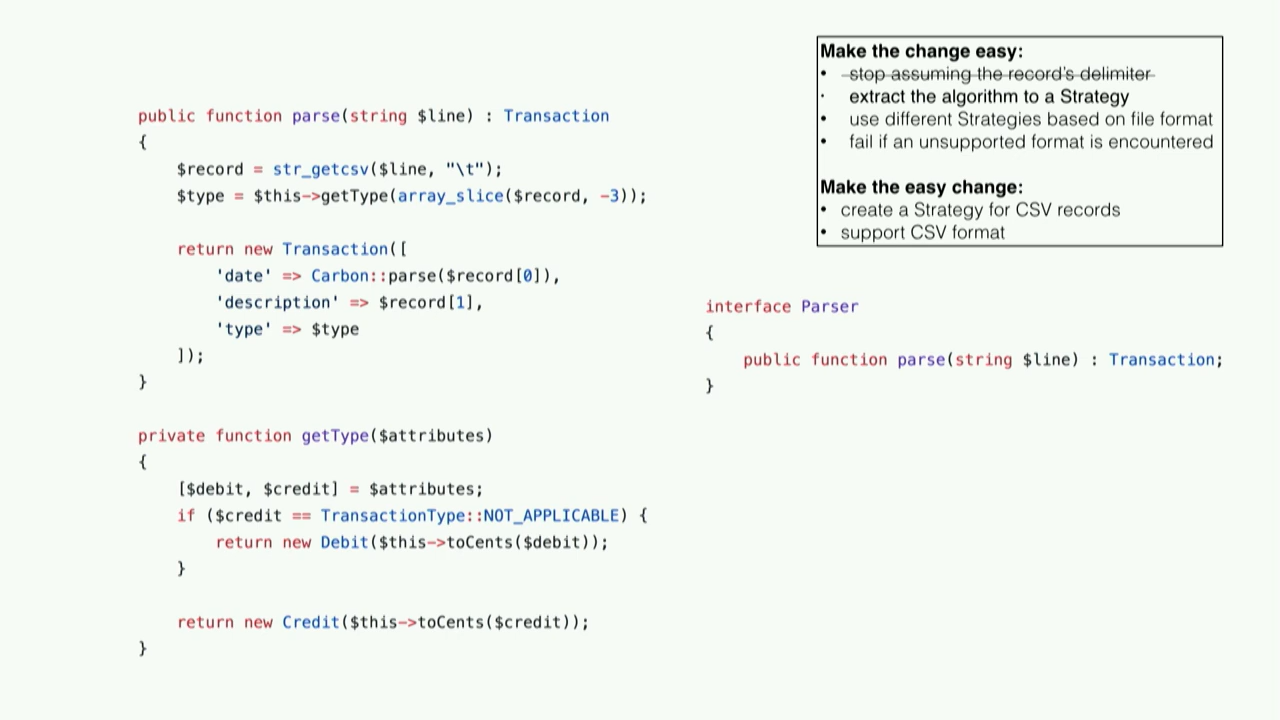 public function parse(string $line) : Transaction
{
    $record = str_getcsv($line, "\t");
    $type = $this->getType(array_slice($record, -3));

    return new Transaction([
        'date' => Carbon::parse($record[0]),
        'description' => $record[1],
        'type' => $type
    ]);
}

private function getType($attributes)
{
    [$debit, $credit] = $attributes;
    if ($credit == TransactionType::NOT_APPLICABLE) {
        return new Debit($this->toCents($debit));
    }

    return new Credit($this->toCents($credit));
}

Make the change easy:
• stop assuming the record's delimiter
• extract the algorithm to a Strategy
• use different Strategies based on file format
• fail if an unsupported format is encountered

Make the easy change:
• create a Strategy for CSV records
• support CSV format

interface Parser
{
    public function parse(string $line) : Transaction;
}